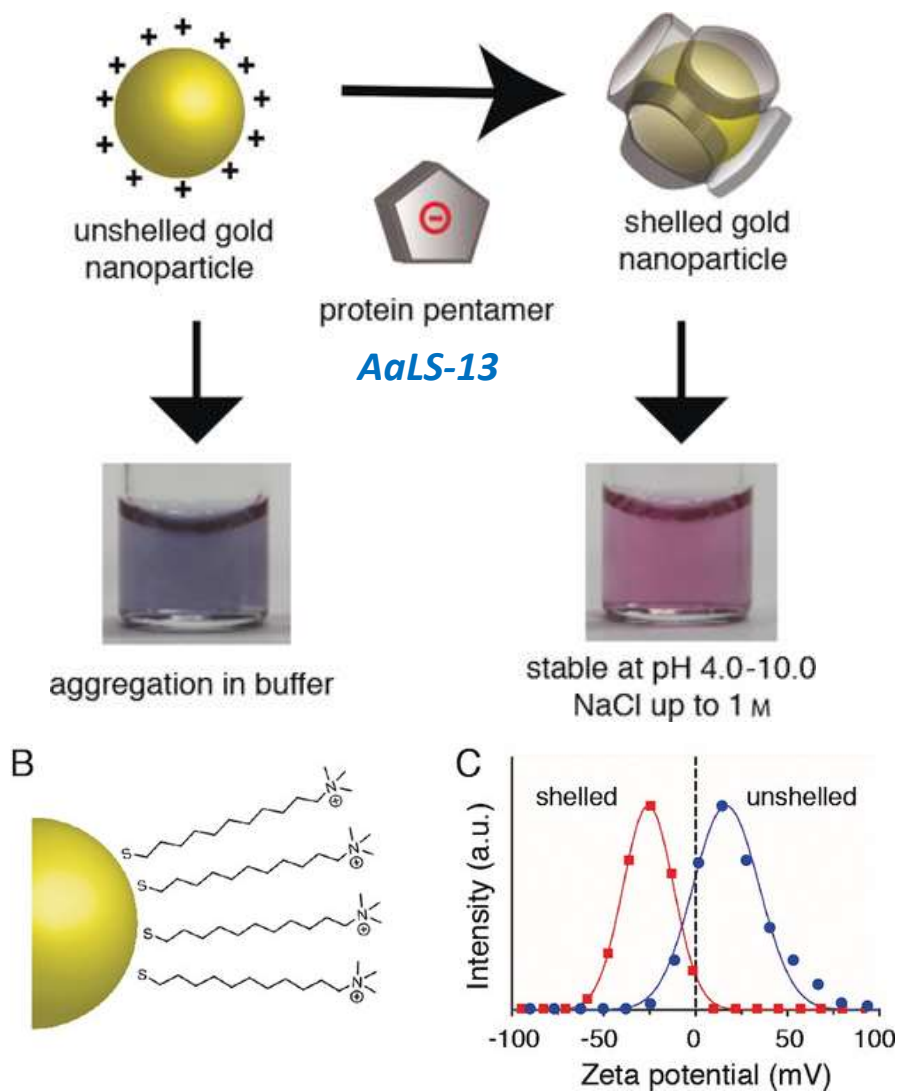 + + + + + + + + + + + + +
unshelled gold
nanoparticle
−
protein pentamer
AaLS-13
shelled gold
nanoparticle
aggregation in buffer
stable at pH 4.0-10.0
NaCl up to 1 M
B
S
N
+
S
N
+
S
N
+
S
N
+
C
shelled
unshelled
Intensity (a.u.)
-100 -50 0 50 100
Zeta potential (mV)